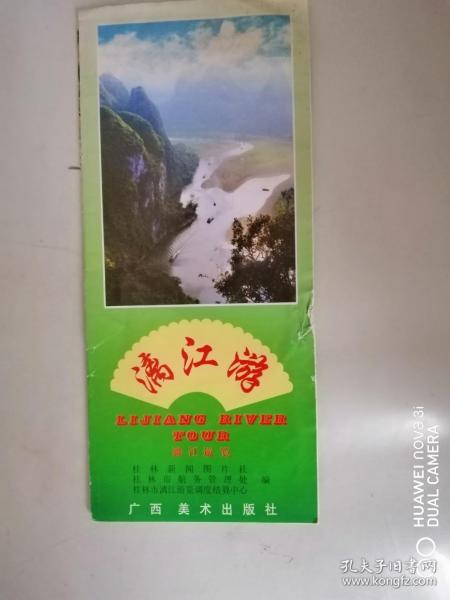 漓江游
LIJIANG RIVER
TOUR
桂林新闻图片社
桂林市航务管理处 编
桂林市漓江游览调度结算中心
广西美术出版社
HUAWEI nova 3i
DUAL CAMERA
孔夫子旧书网
www.kongfz.com